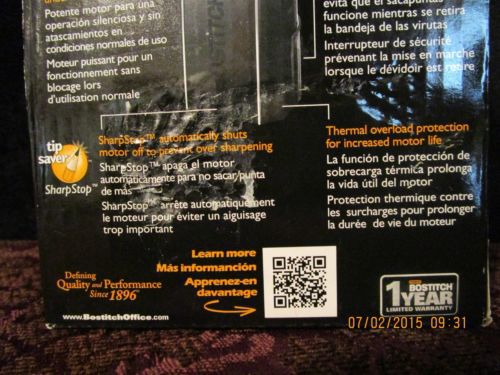 Potente motor para una
operación silenciosa y sin
atascamientos en
condiciones normales de uso
Moteur puissant pour un
fonctionnement sans
blocage lors
d'utilisation normale
BOSTITCH
evita que el sacapuntas
funcione mientras se retira
la bandeja de las virutas
Interrupteur de sécurité
prévenant la mise en marche
lorsque le dévidoir est retiré
tip
saver
SharpStop™
SharpStop™ automatically shuts
motor off to prevent over sharpening
SharpStop™ apaga el motor
automáticamente para no sacar/punta
de más
SharpStop™ arrête automatiquement
le moteur pour éviter un aiguisage
trop important
Thermal overload protection
for increased motor life
La función de protección de
sobrecarga térmica prolonga
la vida útil del motor
Protection thermique contre
les surcharges pour prolonger
la durée de vie du moteur
Learn more
Más información
Apprenez-en
davantage
Defining
Quality and Performance
Since 1896™
www.BostitchOffice.com
BOSTITCH
1 YEAR
LIMITED WARRANTY
07/02/2015 09:31